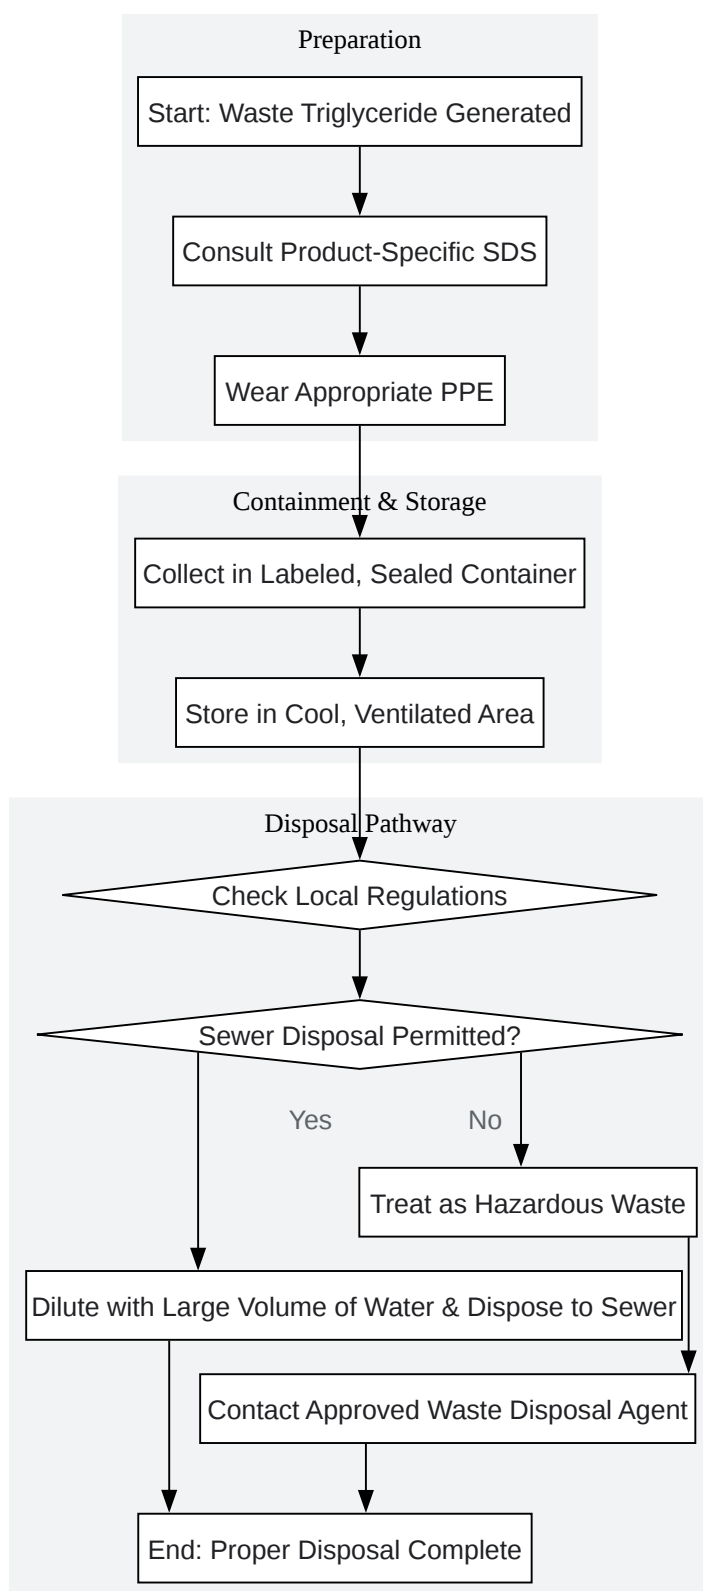 Preparation
Start: Waste Triglyceride Generated
Consult Product-Specific SDS
Wear Appropriate PPE
Containment & Storage
Collect in Labeled, Sealed Container
Store in Cool, Ventilated Area
Disposal Pathway
Check Local Regulations
Sewer Disposal Permitted?
Yes
No
Treat as Hazardous Waste
Dilute with Large Volume of Water & Dispose to Sewer
Contact Approved Waste Disposal Agent
End: Proper Disposal Complete